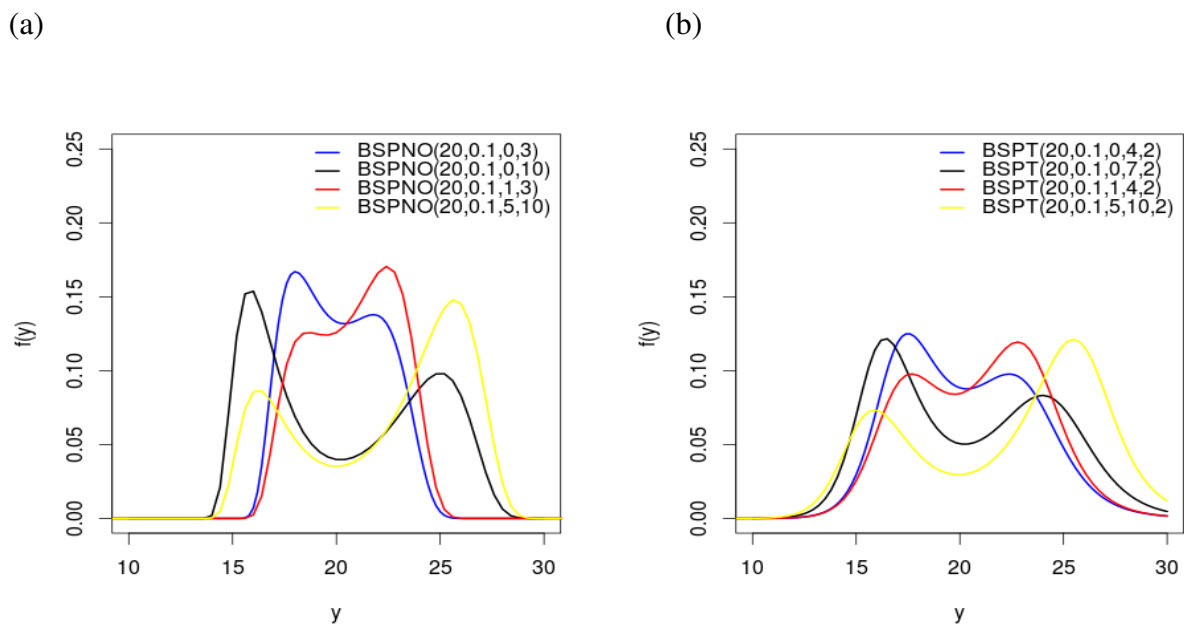 (a)
(b)
BSPNO(20,0.1,0,3)
BSPNO(20,0.1,0,10)
BSPNO(20,0.1,1,3)
BSPNO(20,0.1,5,10)
0.25
0.20
0.15
0.10
0.05
0.00
f(y)
10 15 20 25 30
y
BSPT(20,0.1,0,4,2)
BSPT(20,0.1,0,7,2)
BSPT(20,0.1,1,4,2)
BSPT(20,0.1,5,10,2)
0.25
0.20
0.15
0.10
0.05
0.00
f(y)
10 15 20 25 30
y